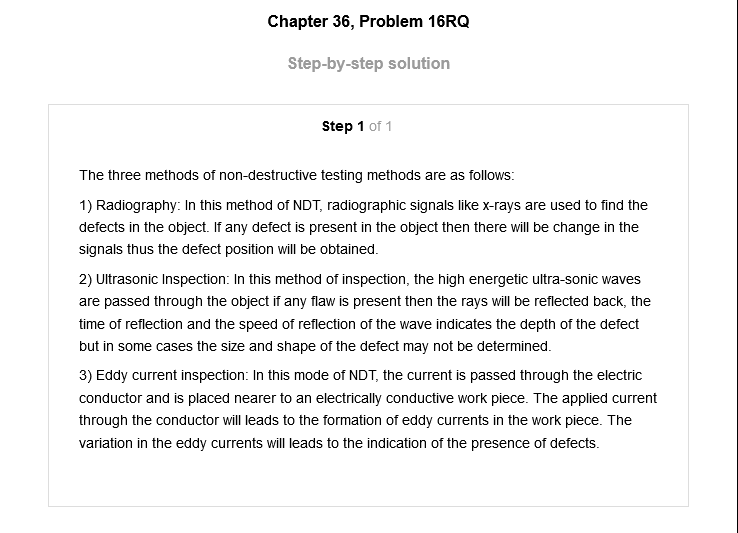 Chapter 36, Problem 16RQ
Step-by-step solution
Step 1 of 1
The three methods of non-destructive testing methods are as follows:
1) Radiography: In this method of NDT, radiographic signals like x-rays are used to find the
defects in the object. If any defect is present in the object then there will be change in the
signals thus the defect position will be obtained.
2) Ultrasonic Inspection: In this method of inspection, the high energetic ultra-sonic waves
are passed through the object if any flaw is present then the rays will be reflected back, the
time of reflection and the speed of reflection of the wave indicates the depth of the defect
but in some cases the size and shape of the defect may not be determined.
3) Eddy current inspection: In this mode of NDT, the current is passed through the electric
conductor and is placed nearer to an electrically conductive work piece. The applied current
through the conductor will leads to the formation of eddy currents in the work piece. The
variation in the eddy currents will leads to the indication of the presence of defects.